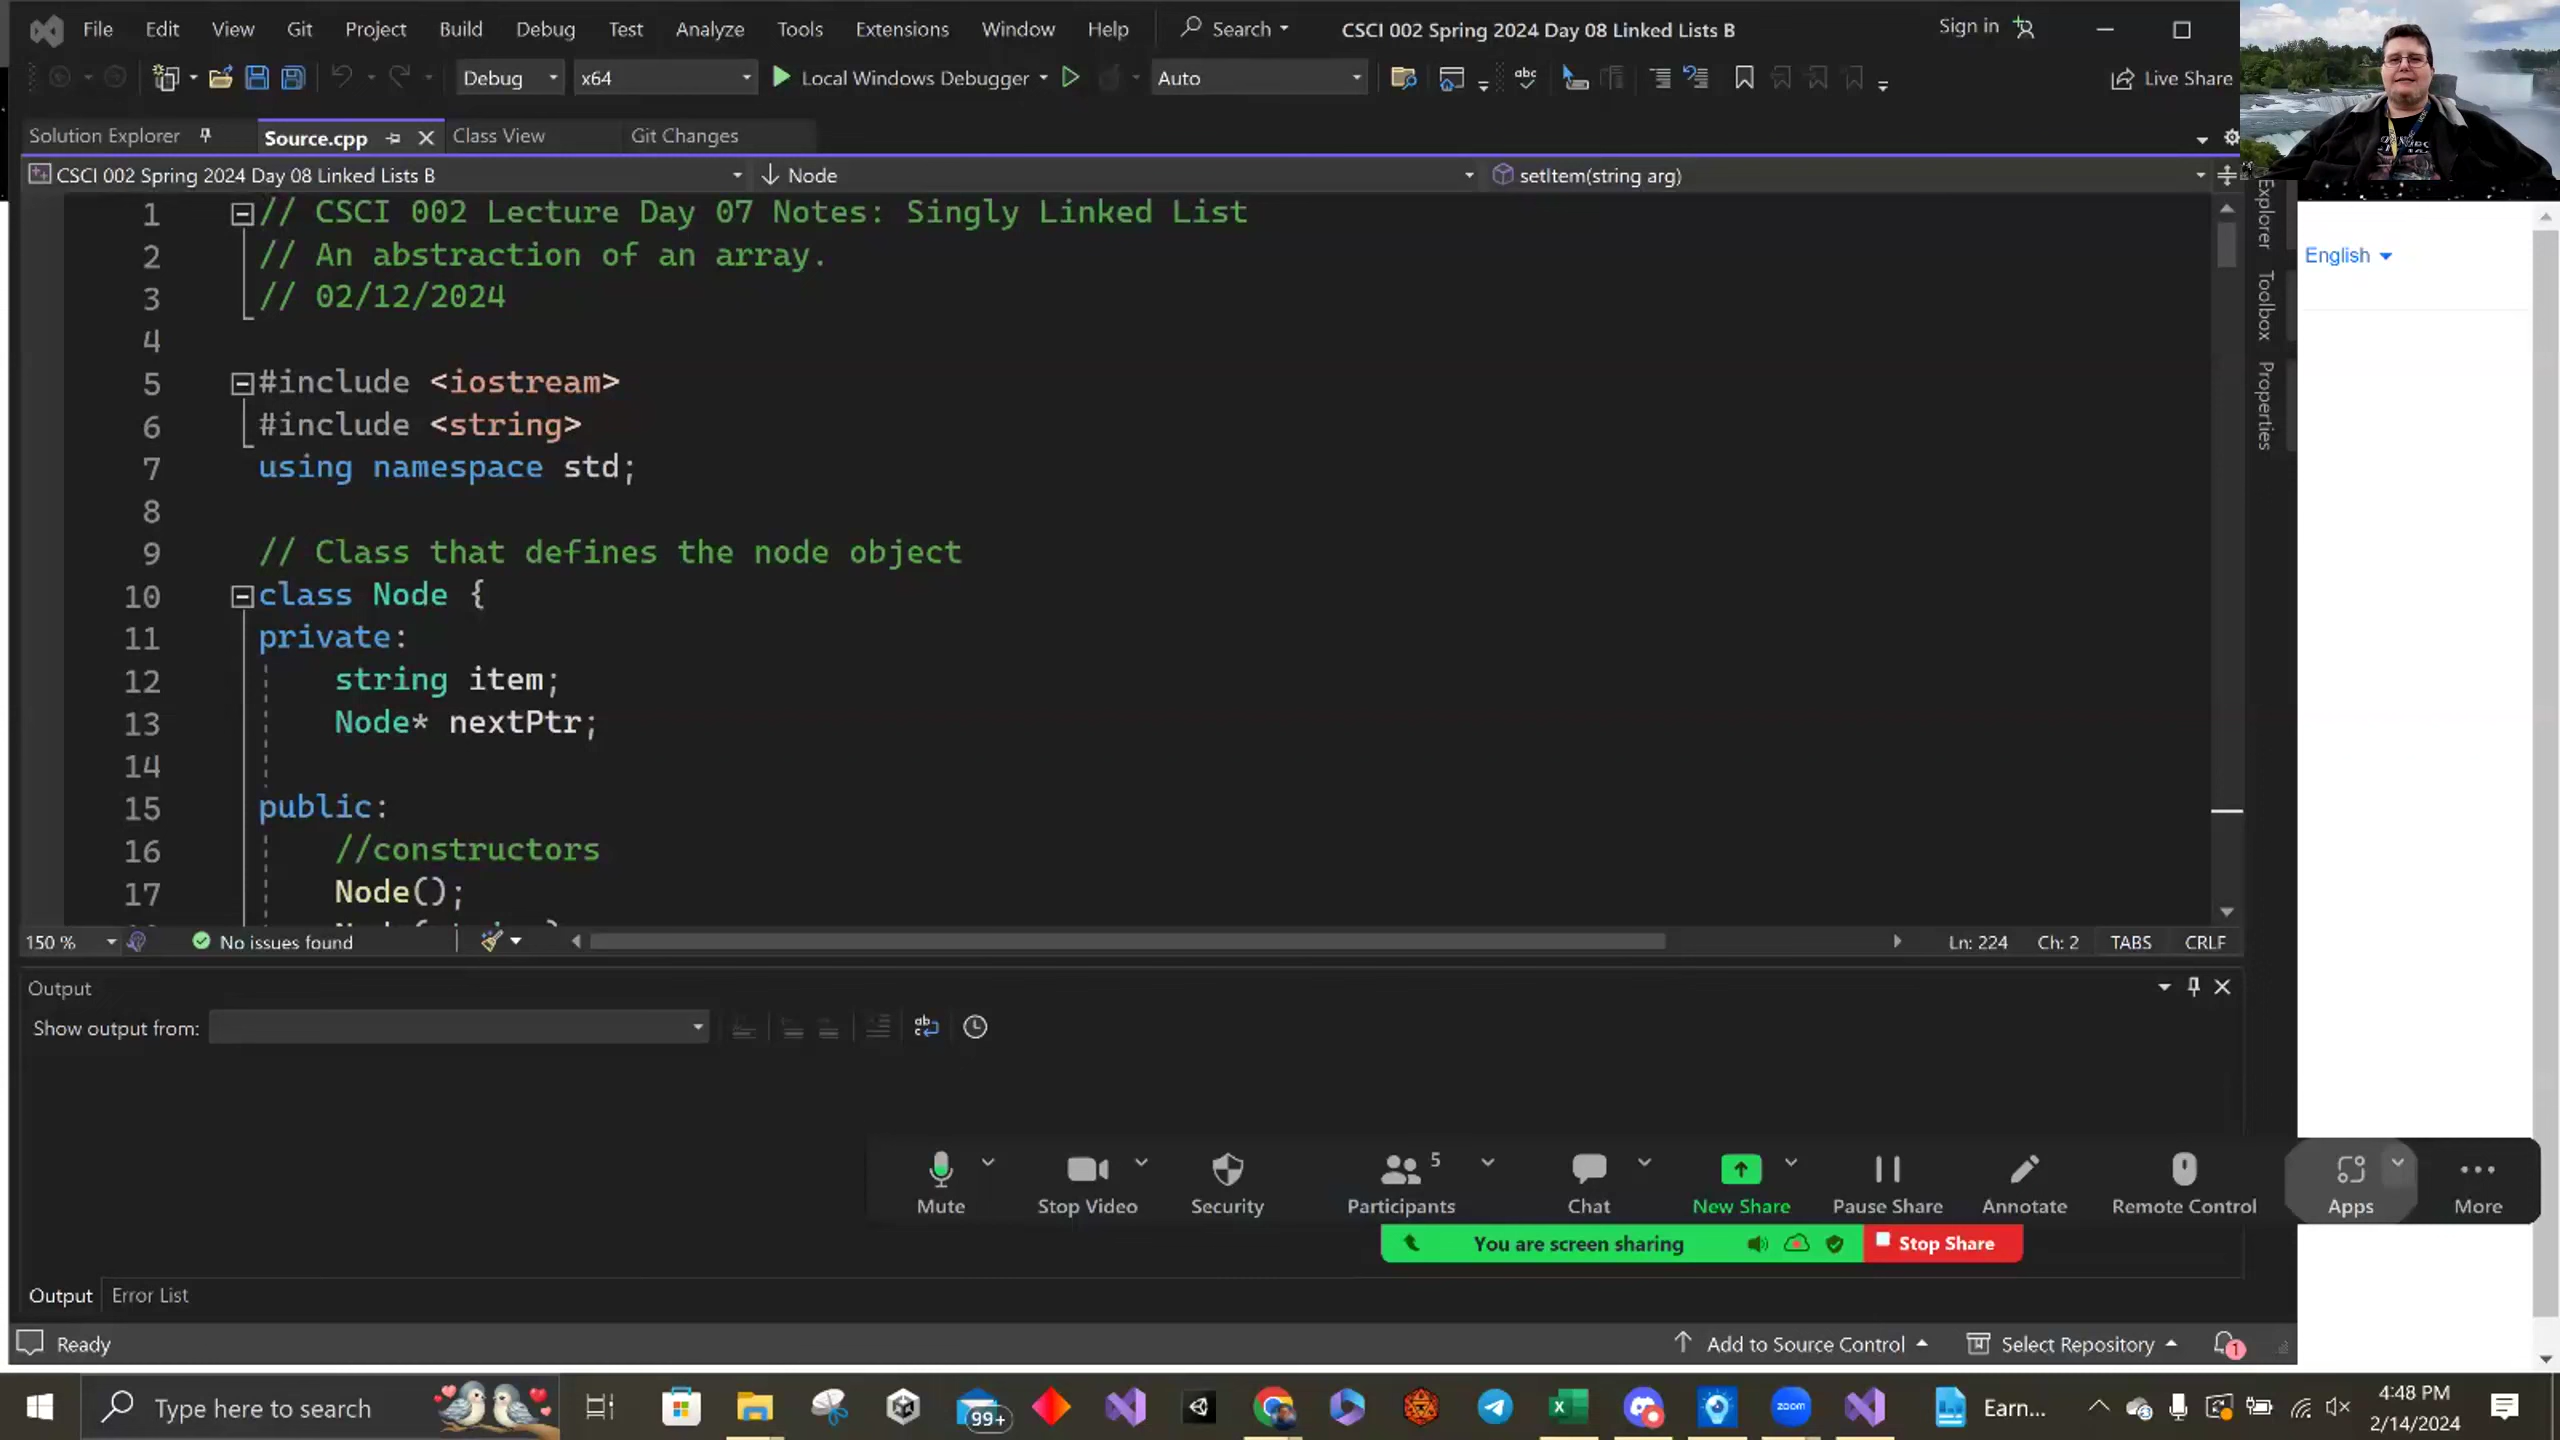 File Edit View Git Project Build Debug Test Analyze Tools Extensions Window Help Search CSCI 002 Spring 2024 Day 08 Linked Lists B Sign in
Debug x64 Local Windows Debugger Auto Live Share
Solution Explorer Source.cpp Class View Git Changes
CSCI 002 Spring 2024 Day 08 Linked Lists B Node setItem(string arg)
1 // CSCI 002 Lecture Day 07 Notes: Singly Linked List
2 // An abstraction of an array.
3 // 02/12/2024
4
5 #include <iostream>
6 #include <string>
7 using namespace std;
8
9 // Class that defines the node object
10 class Node {
11 private:
12 string item;
13 Node* nextPtr;
14
15 public:
16 //constructors
17 Node();
Explorer
Toolbox
Properties
English
150 % No issues found Ln: 224 Ch: 2 TABS CRLF
Output
Show output from:
Mute Stop Video Security Participants 5 Chat New Share Pause Share Annotate Remote Control Apps More
You are screen sharing Stop Share
Output Error List
Ready Add to Source Control Select Repository 1
Type here to search 99+ zoom Earn... 4:48 PM
2/14/2024